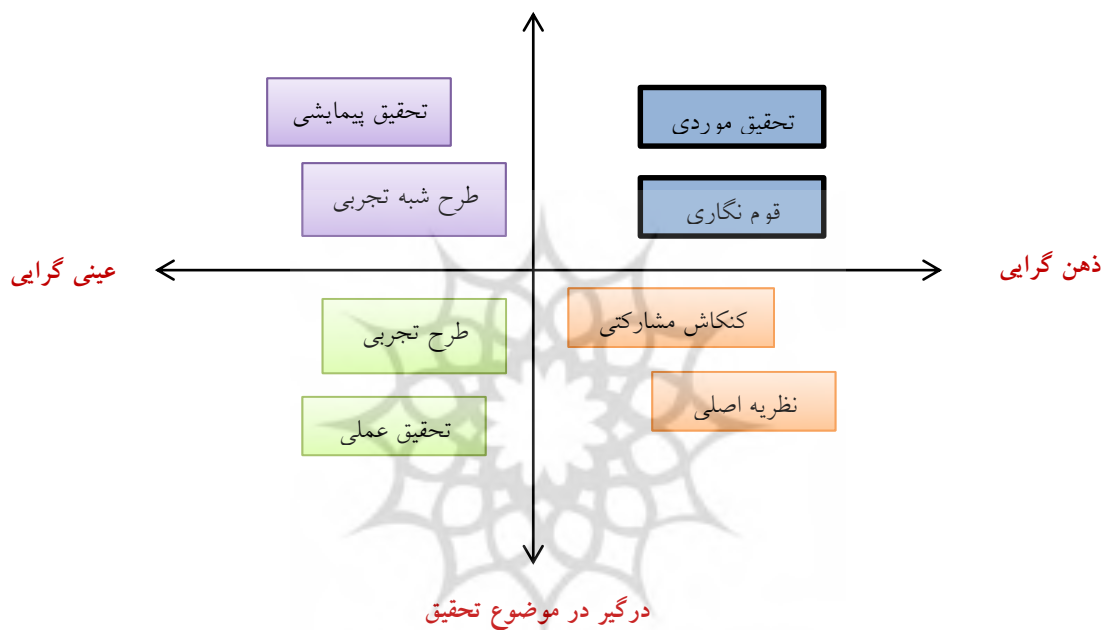 تحقیق پیمایشی
تحقیق موردی
طرح شبه تجربی
قوم نگاری
ذهن گرایی
عینی گرایی
کنکاش مشارکتی
طرح تجربی
نظریه اصلی
تحقیق عملی
درگیر در موضوع تحقیق